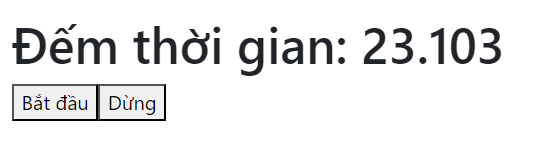 Đếm thời gian: 23.103
Bắt đầu Dừng